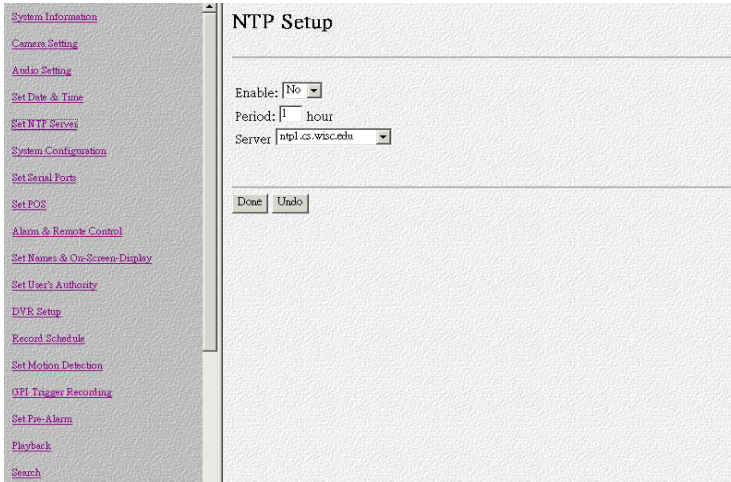 System Information
Camera Setting
Audio Setting
Set Date & Time
Set NTP Server
System Configuration
Set Serial Ports
Set POS
Alarm & Remote Control
Set Names & On-Screen-Display
Set User's Authority
DVR Setup
Record Schedule
Set Motion Detection
GPI Trigger Recording
Set Pre-Alarm
Playback
Search
NTP Setup
Enable: No
Period: 1 hour
Server ntp1.cs.wisc.edu
Done Undo